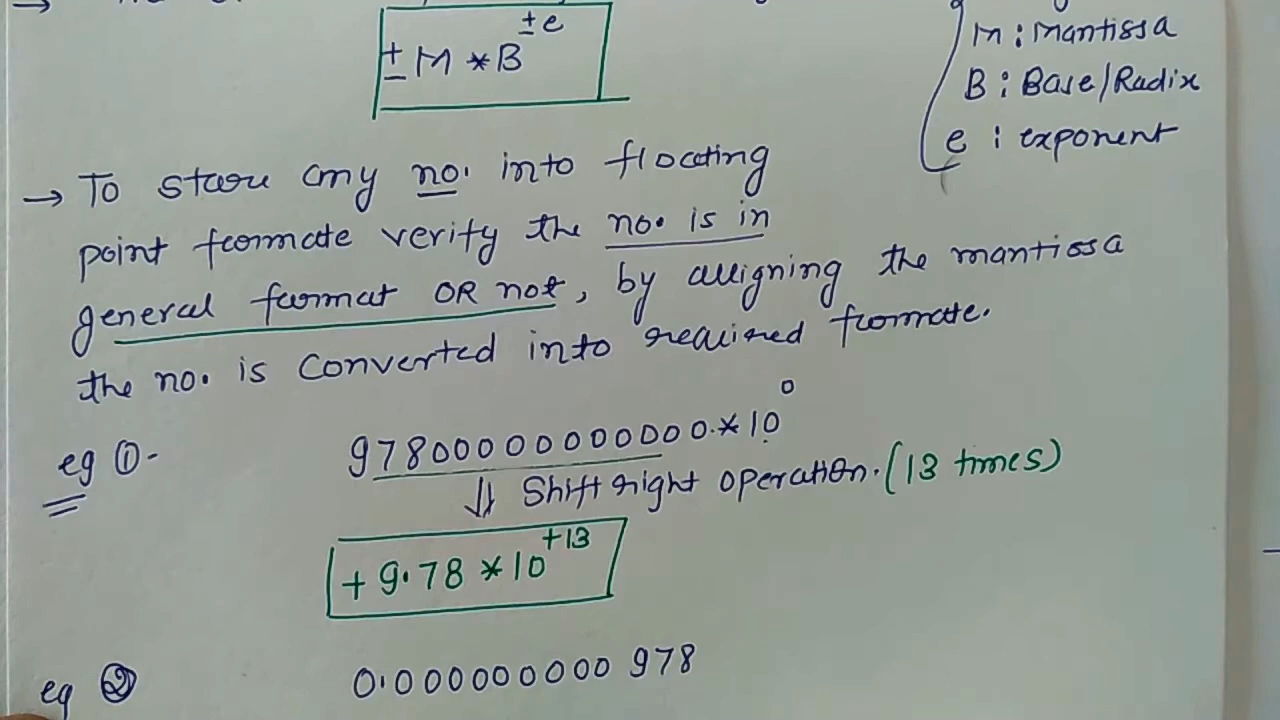 ± M * B ± e
M : Mantissa
B : Base/Radix
e : exponent
→ To store any no. into floating
point formate verify the no. is in
general format OR not, by alligning the mantissa
the no. is converted into required formate.
eg ①-
97800000000000.*10 0
⇓ Shift right operation. (13 times)
+ 9.78 * 10 +13
eg ② 0.000000000978